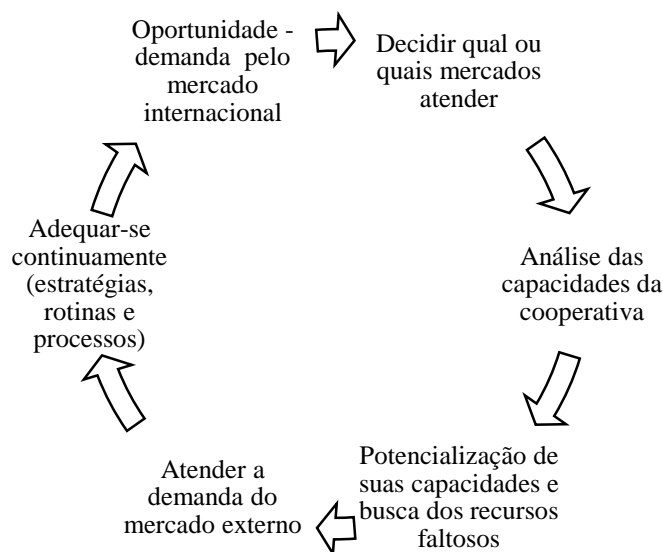 Oportunidade -
demanda pelo
mercado
internacional
Decidir qual ou
quais mercados
atender
Análise das
capacidades da
cooperativa
Potencialização de
suas capacidades e
busca dos recursos
faltosos
Atender a
demanda do
mercado externo
Adequar-se
continuamente
(estratégias,
rotinas e
processos)